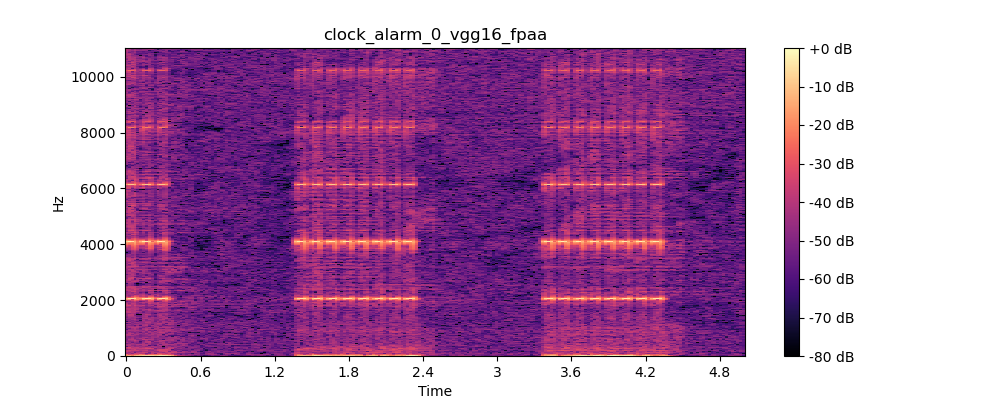 clock_alarm_0_vgg16_fpaa
Hz
10000
8000
6000
4000
2000
0
0 0.6 1.2 1.8 2.4 3 3.6 4.2 4.8
Time
+0 dB
-10 dB
-20 dB
-30 dB
-40 dB
-50 dB
-60 dB
-70 dB
-80 dB